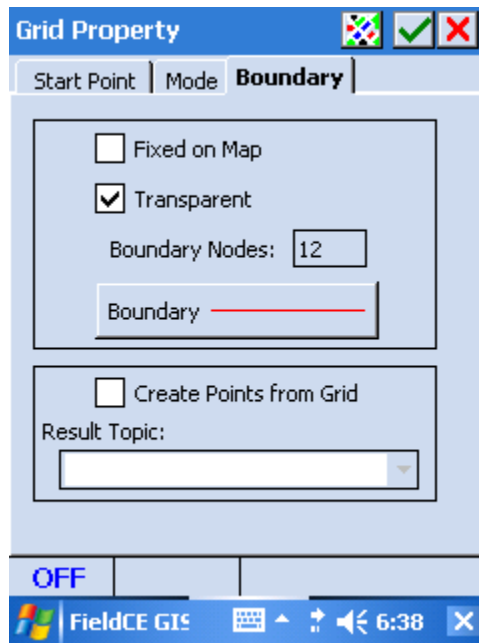 Grid Property
Start Point Mode Boundary
Fixed on Map
Transparent
Boundary Nodes: 12
Boundary
Create Points from Grid
Result Topic:
OFF
FieldCE GIS 6:38